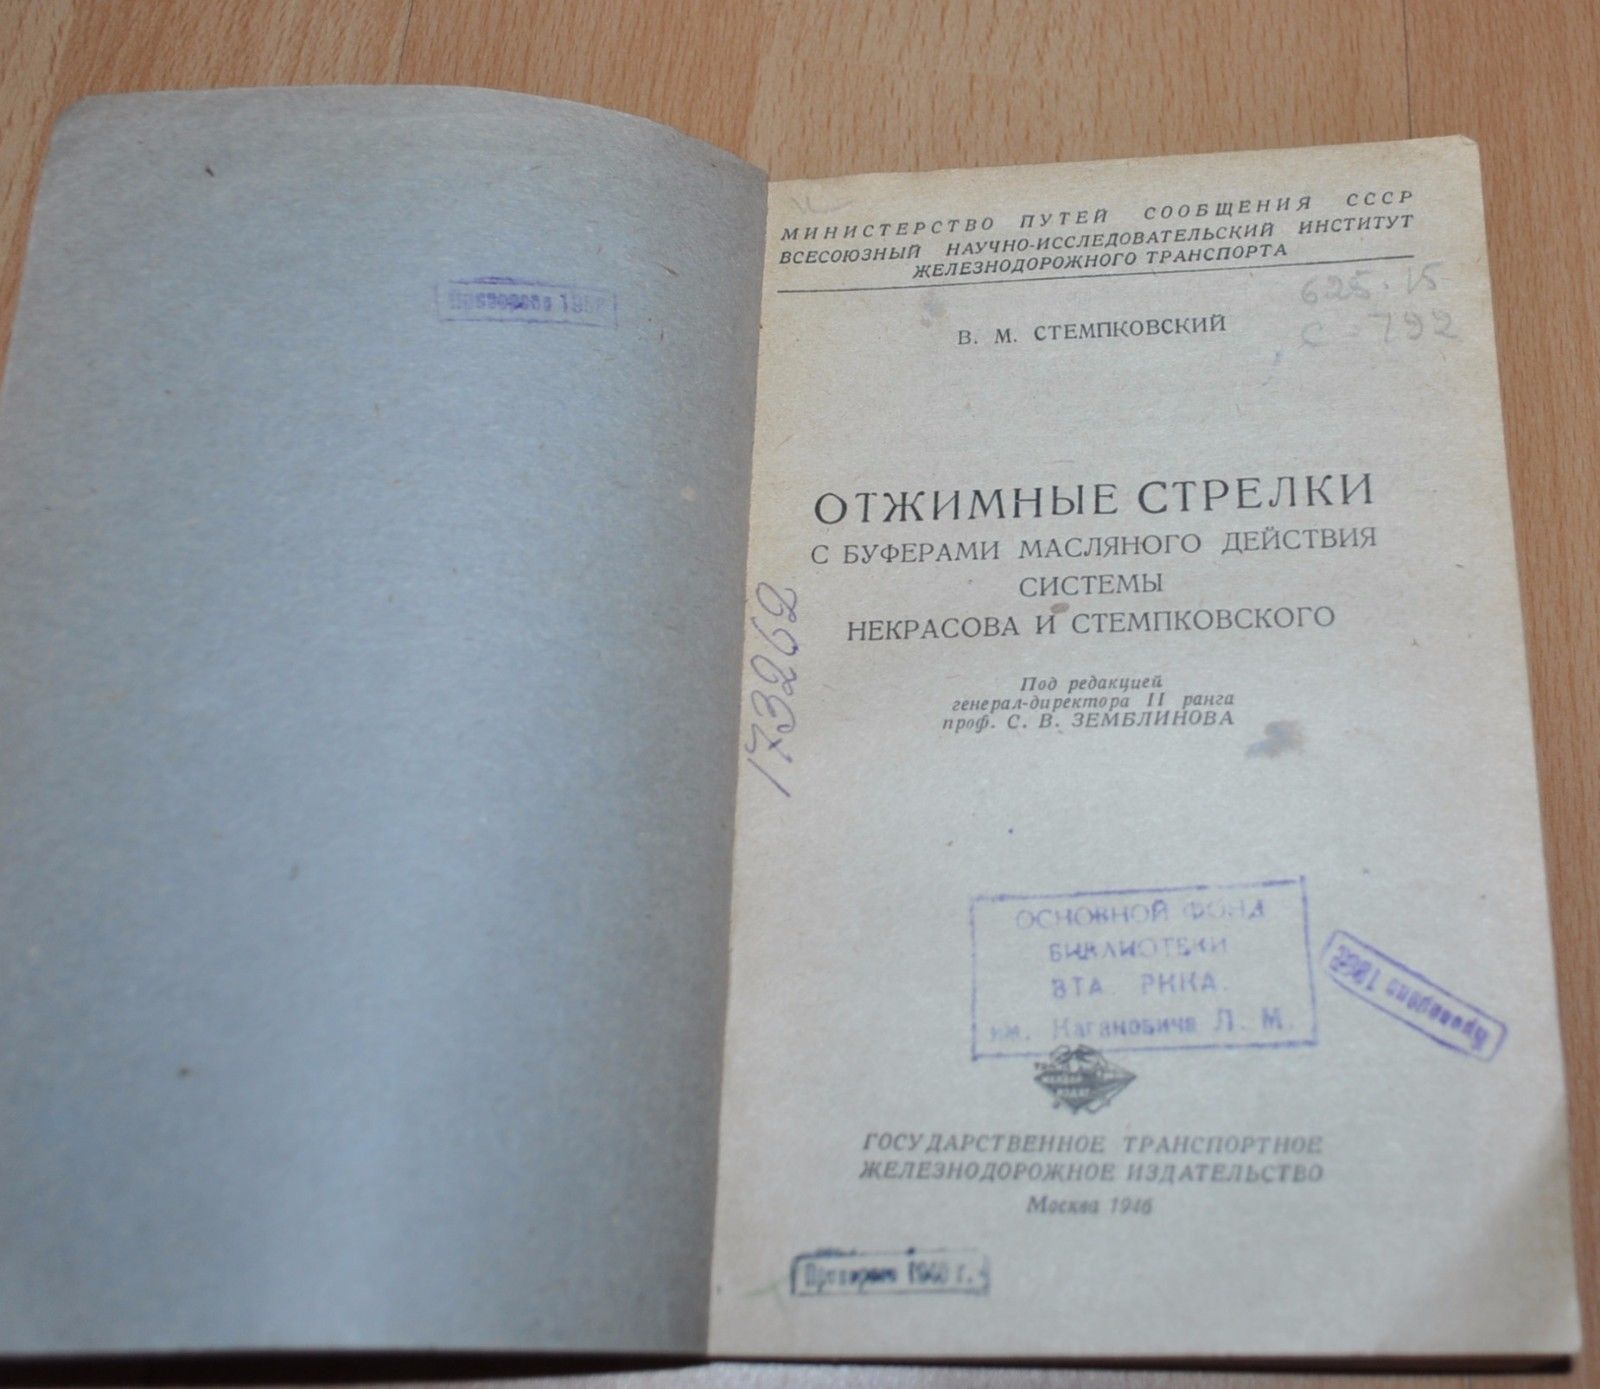 МИНИСТЕРСТВО ПУТЕЙ СООБЩЕНИЯ СССР
ВСЕСОЮЗНЫЙ НАУЧНО-ИССЛЕДОВАТЕЛЬСКИЙ ИНСТИТУТ
ЖЕЛЕЗНОДОРОЖНОГО ТРАНСПОРТА
625.15
С-792
В. М. СТЕМПКОВСКИЙ
ОТЖИМНЫЕ СТРЕЛКИ
С БУФЕРАМИ МАСЛЯНОГО ДЕЙСТВИЯ
СИСТЕМЫ
НЕКРАСОВА И СТЕМПКОВСКОГО
173262
Под редакцией
генерал-директора II ранга
проф. С. В. ЗЕМБЛИНОВА
ОСНОВНОЙ ФОНД
БИБЛИОТЕКИ
ВТА РККА.
им. Кагановича Л. М.
Проверено
ГОСУДАРСТВЕННОЕ ТРАНСПОРТНОЕ
ЖЕЛЕЗНОДОРОЖНОЕ ИЗДАТЕЛЬСТВО
Москва 1946
Проверено